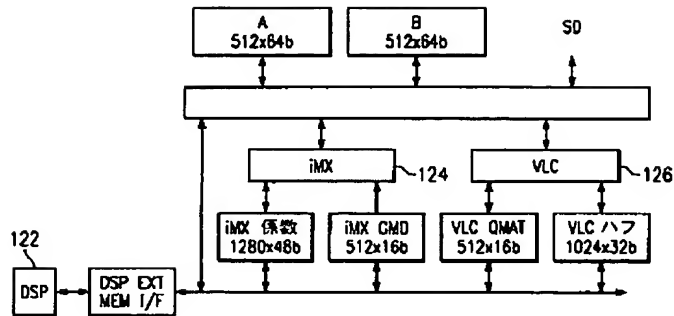 A
512x64b
B
512x64b
SD
iMX
124
VLC
126
iMX 係数
1280x48b
iMX CMD
512x16b
VLC QMAT
512x16b
VLC ハフ
1024x32b
122
DSP
DSP EXT
MEM I/F